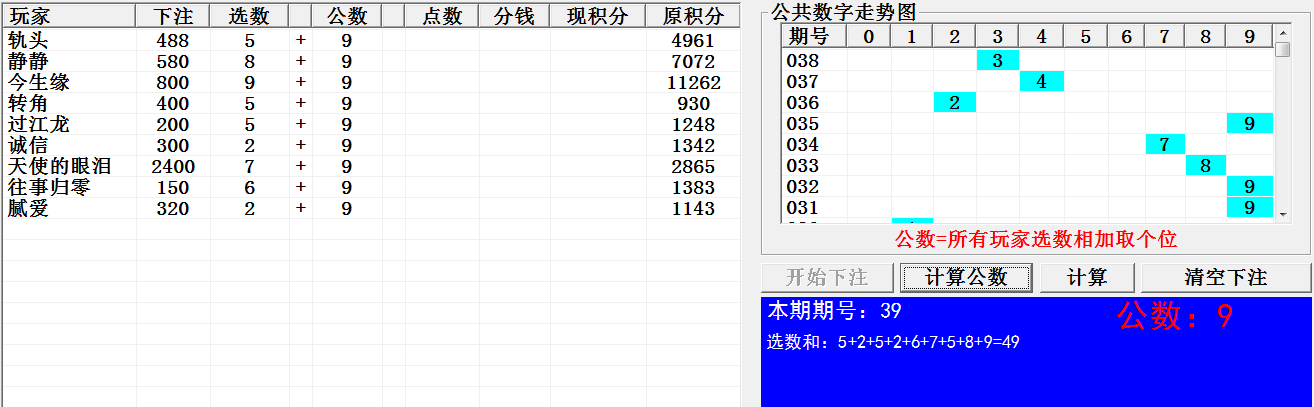 玩家 下注 选数 公数 点数 分钱 现积分 原积分
轨头 488 5 + 9 4961
静静 580 8 + 9 7072
今生缘 800 9 + 9 11262
转角 400 5 + 9 930
过江龙 200 5 + 9 1248
诚信 300 2 + 9 1342
天使的眼泪 2400 7 + 9 2865
往事归零 150 6 + 9 1383
腻爱 320 2 + 9 1143
公共数字走势图
期号 0 1 2 3 4 5 6 7 8 9
038 3
037 4
036 2
035 9
034 7
033 8
032 9
031 9
公数=所有玩家选数相加取个位
开始下注 计算公数 计算 清空下注
本期期号：39 公数：9
选数和：5+2+5+2+6+7+5+8+9=49